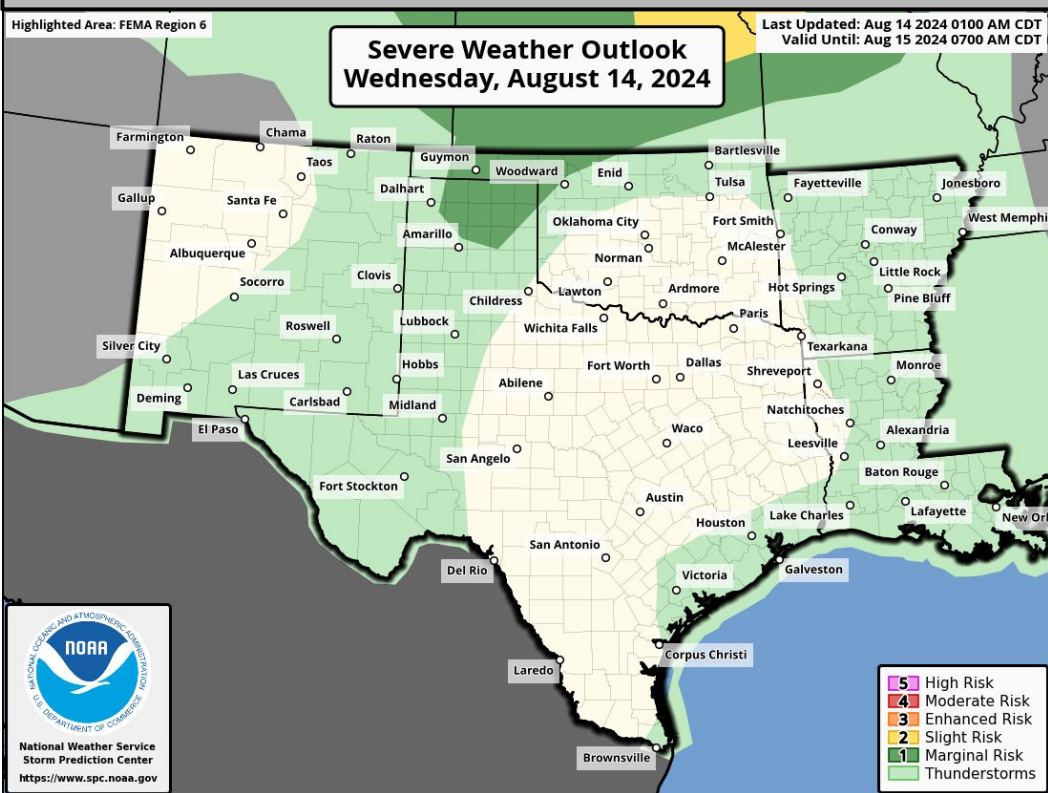 Highlighted Area: FEMA Region 6
Severe Weather Outlook
Wednesday, August 14, 2024
Last Updated: Aug 14 2024 0100 AM CDT
Valid Until: Aug 15 2024 0700 AM CDT
Farmington
Chama
Raton
Taos
Guymon
Woodward
Enid
Bartlesville
Tulsa
Fayetteville
Jonesboro
Gallup
Santa Fe
Dalhart
Oklahoma City
Fort Smith
West Memphi
Albuquerque
Amarillo
Norman
McAlester
Conway
Socorro
Clovis
Childress
Lawton
Ardmore
Hot Springs
Little Rock
Pine Bluff
Roswell
Lubbock
Wichita Falls
Paris
Texarkana
Silver City
Las Cruces
Hobbs
Fort Worth
Dallas
Shreveport
Monroe
Deming
Carlsbad
Midland
Abilene
Natchitoches
El Paso
San Angelo
Waco
Leesville
Alexandria
Fort Stockton
Baton Rouge
Austin
Houston
Lake Charles
Lafayette
New Orl
Del Rio
San Antonio
Victoria
Galveston
Laredo
Corpus Christi
Brownsville
NATIONAL OCEANIC AND ATMOSPHERIC ADMINISTRATION
NOAA
U.S. DEPARTMENT OF COMMERCE
National Weather Service
Storm Prediction Center
https://www.spc.noaa.gov
5 High Risk
4 Moderate Risk
3 Enhanced Risk
2 Slight Risk
1 Marginal Risk
Thunderstorms